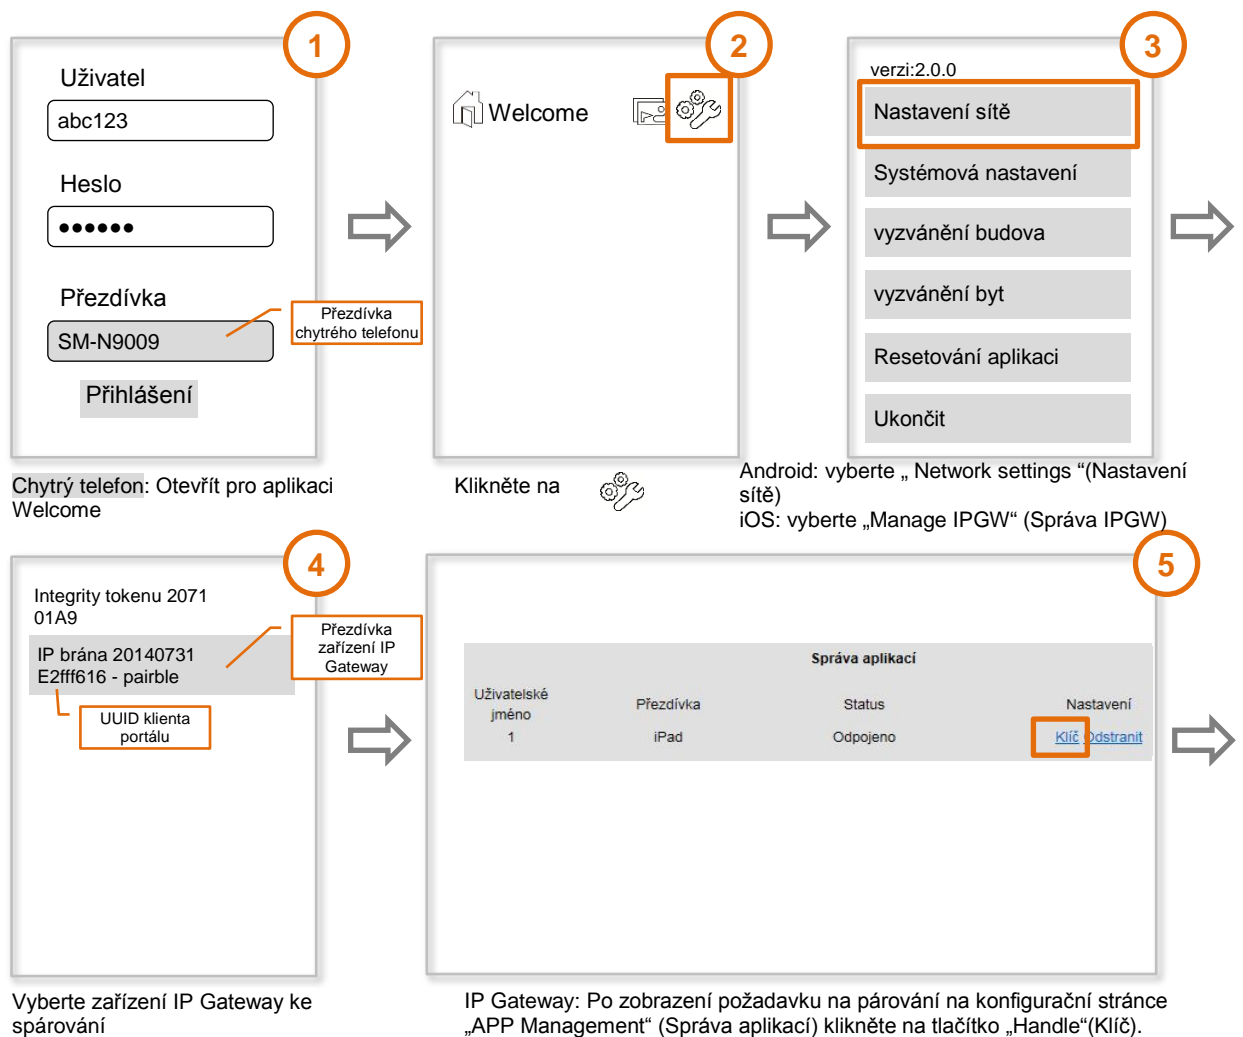 1
Uživatel
abc123
Heslo
●●●●●●
Přezdívka
SM-N9009
Přezdívka
chytrého telefonu
Přihlášení
Chytrý telefon: Otevřít pro aplikaci
Welcome
2
Welcome
Klikněte na
3
verzi:2.0.0
Nastavení sítě
Systémová nastavení
vyzvánění budova
vyzvánění byt
Resetování aplikaci
Ukončit
Android: vyberte „ Network settings “(Nastavení
sítě)
iOS: vyberte „Manage IPGW“ (Správa IPGW)
4
Integrity tokenu 2071
01A9
IP brána 20140731
E2fff616 - pairble
Přezdívka
zařízení IP
Gateway
UUID klienta
portálu
Vyberte zařízení IP Gateway ke
spárování
5
Správa aplikací
Uživatelské
jméno
Přezdívka
Status
Nastavení
1
iPad
Odpojeno
Klíč Odstranit
IP Gateway: Po zobrazení požadavku na párování na konfigurační stránce
„APP Management“ (Správa aplikací) klikněte na tlačítko „Handle“(Klíč).